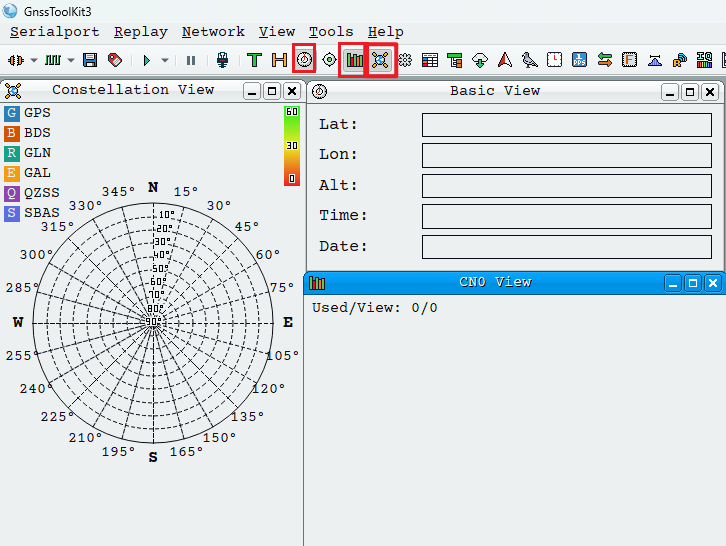 GnssToolKit3
Serialport Replay Network View Tools Help
T H 1 PPS IQ
Constellation View
G GPS
B BDS
R GLN
E GAL
Q QZSS
S SBAS
60
30
0
N
345° 15°
330° 30°
315° 45°
300° 60°
285° 75°
W E
255° 105°
240° 120°
225° 135°
210° 150°
195° 165°
S
10°
20°
30°
40°
50°
60°
70°
80°
90°
Basic View
Lat:
Lon:
Alt:
Time:
Date:
CN0 View
Used/View: 0/0